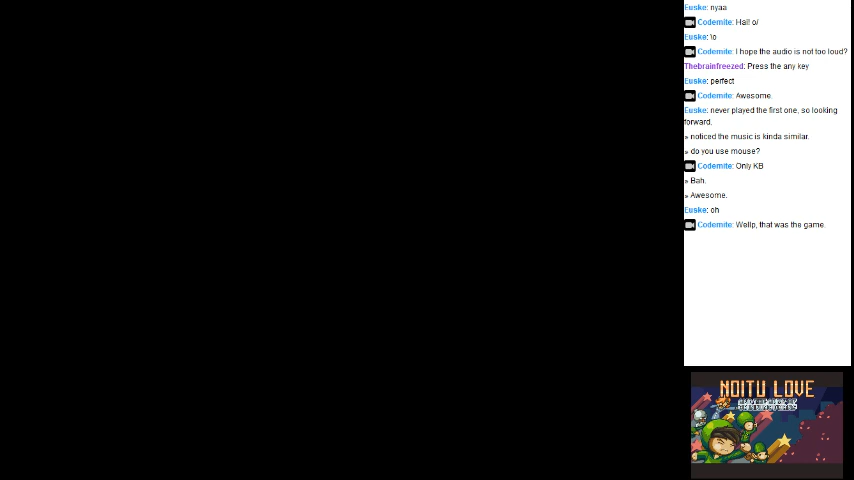 Euske: nyaa
Codemite: Hai! o/
Euske: \o
Codemite: I hope the audio is not too loud?
Thebrainfreezed: Press the any key
Euske: perfect
Codemite: Awesome.
Euske: never played the first one, so looking
forward.
» noticed the music is kinda similar.
» do you use mouse?
Codemite: Only KB
» Bah.
» Awesome.
Euske: oh
Codemite: Wellp, that was the game.
NOITU LOVE